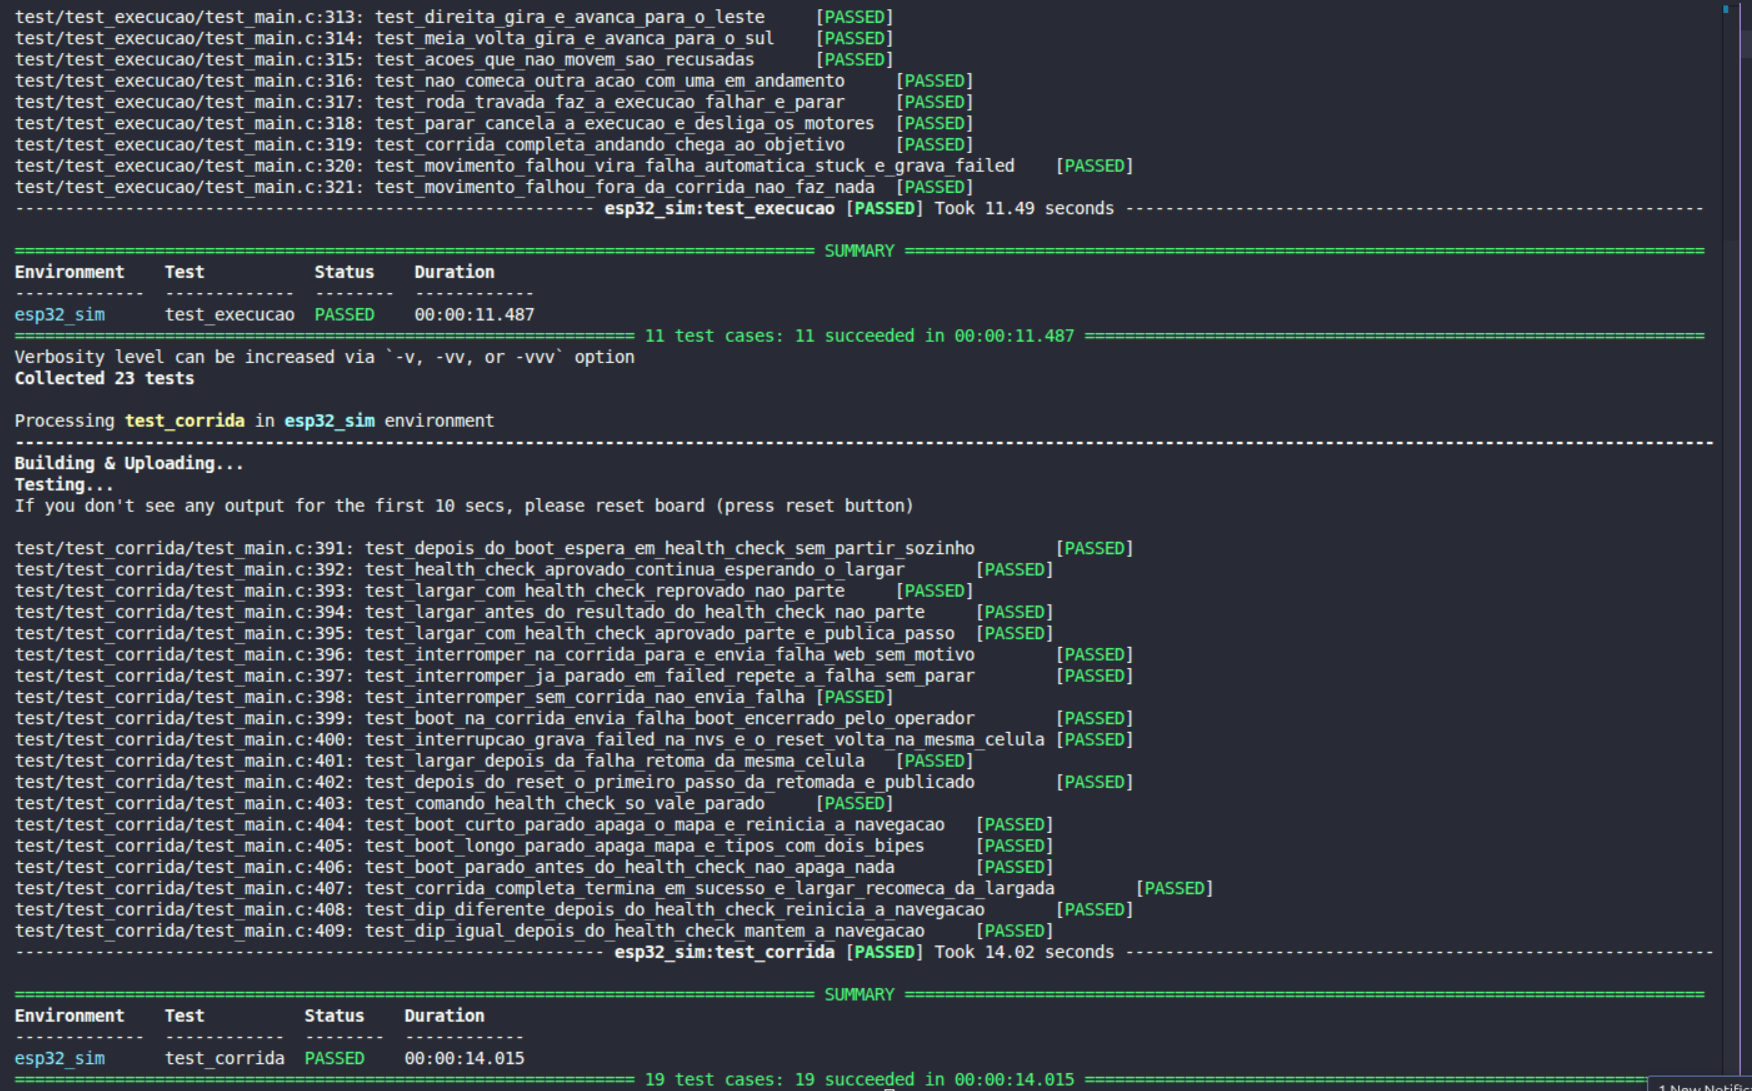 test/test_execucao/test_main.c:313: test_direita_gira_e_avanca_para_o_leste [PASSED]
test/test_execucao/test_main.c:314: test_meia_volta_gira_e_avanca_para_o_sul [PASSED]
test/test_execucao/test_main.c:315: test_acoes_que_nao_movem_sao_recusadas [PASSED]
test/test_execucao/test_main.c:316: test_nao_comeca_outra_acao_com_uma_em_andamento [PASSED]
test/test_execucao/test_main.c:317: test_roda_travada_faz_a_execucao_falhar_e_parar [PASSED]
test/test_execucao/test_main.c:318: test_parar_cancela_a_execucao_e_desliga_os_motores [PASSED]
test/test_execucao/test_main.c:319: test_corrida_completa_andando_chega_ao_objetivo [PASSED]
test/test_execucao/test_main.c:320: test_movimento_falhou_vira_falha_automatica_stuck_e_grava_failed [PASSED]
test/test_execucao/test_main.c:321: test_movimento_falhou_fora_da_corrida_nao_faz_nada [PASSED]
---------------------------------------------------------- esp32_sim:test_execucao [PASSED] Took 11.49 seconds ----------------------------------------------------------
================================================================================ SUMMARY ================================================================================
Environment    Test           Status    Duration
-------------  -------------  --------  ------------
esp32_sim      test_execucao  PASSED    00:00:11.487
============================================================== 11 test cases: 11 succeeded in 00:00:11.487 ==============================================================
Verbosity level can be increased via `-v, -vv, or -vvv` option
Collected 23 tests
Processing test_corrida in esp32_sim environment
--------------------------------------------------------------------------------------------------------------------------------------------------------------------------
Building & Uploading...
Testing...
If you don't see any output for the first 10 secs, please reset board (press reset button)
test/test_corrida/test_main.c:391: test_depois_do_boot_espera_em_health_check_sem_partir_sozinho [PASSED]
test/test_corrida/test_main.c:392: test_health_check_aprovado_continua_esperando_o_largar [PASSED]
test/test_corrida/test_main.c:393: test_largar_com_health_check_reprovado_nao_parte [PASSED]
test/test_corrida/test_main.c:394: test_largar_antes_do_resultado_do_health_check_nao_parte [PASSED]
test/test_corrida/test_main.c:395: test_largar_com_health_check_aprovado_parte_e_publica_passo [PASSED]
test/test_corrida/test_main.c:396: test_interromper_na_corrida_para_e_envia_falha_web_sem_motivo [PASSED]
test/test_corrida/test_main.c:397: test_interromper_ja_parado_em_failed_repete_a_falha_sem_parar [PASSED]
test/test_corrida/test_main.c:398: test_interromper_sem_corrida_nao_envia_falha [PASSED]
test/test_corrida/test_main.c:399: test_boot_na_corrida_envia_falha_boot_encerrado_pelo_operador [PASSED]
test/test_corrida/test_main.c:400: test_interrupcao_grava_failed_na_nvs_e_o_reset_volta_na_mesma_celula [PASSED]
test/test_corrida/test_main.c:401: test_largar_depois_da_falha_retoma_da_mesma_celula [PASSED]
test/test_corrida/test_main.c:402: test_depois_do_reset_o_primeiro_passo_da_retomada_e_publicado [PASSED]
test/test_corrida/test_main.c:403: test_comando_health_check_so_vale_parado [PASSED]
test/test_corrida/test_main.c:404: test_boot_curto_parado_apaga_o_mapa_e_reinicia_a_navegacao [PASSED]
test/test_corrida/test_main.c:405: test_boot_longo_parado_apaga_mapa_e_tipos_com_dois_bipes [PASSED]
test/test_corrida/test_main.c:406: test_boot_parado_antes_do_health_check_nao_apaga_nada [PASSED]
test/test_corrida/test_main.c:407: test_corrida_completa_termina_em_sucesso_e_largar_recomeca_da_largada [PASSED]
test/test_corrida/test_main.c:408: test_dip_diferente_depois_do_health_check_reinicia_a_navegacao [PASSED]
test/test_corrida/test_main.c:409: test_dip_igual_depois_do_health_check_mantem_a_navegacao [PASSED]
----------------------------------------------------------- esp32_sim:test_corrida [PASSED] Took 14.02 seconds -----------------------------------------------------------
================================================================================ SUMMARY ================================================================================
Environment    Test          Status    Duration
-------------  ------------  --------  ------------
esp32_sim      test_corrida  PASSED    00:00:14.015
============================================================== 19 test cases: 19 succeeded in 00:00:14.015 ==============================================================
1 New